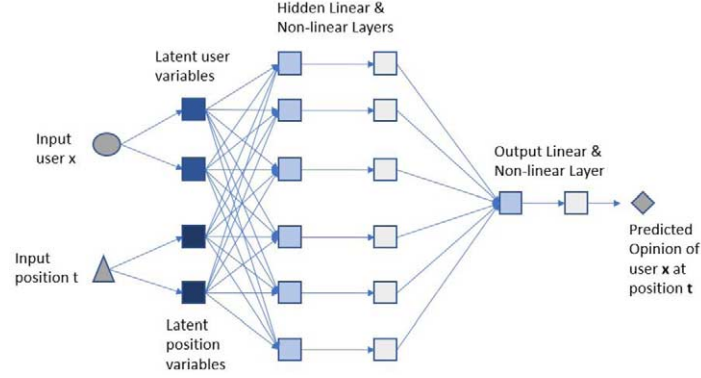 Hidden Linear &
Non-linear Layers
Latent user
variables
Input
user x
Output Linear &
Non-linear Layer
Input
position t
Predicted
Opinion of
user x at
position t
Latent
position
variables